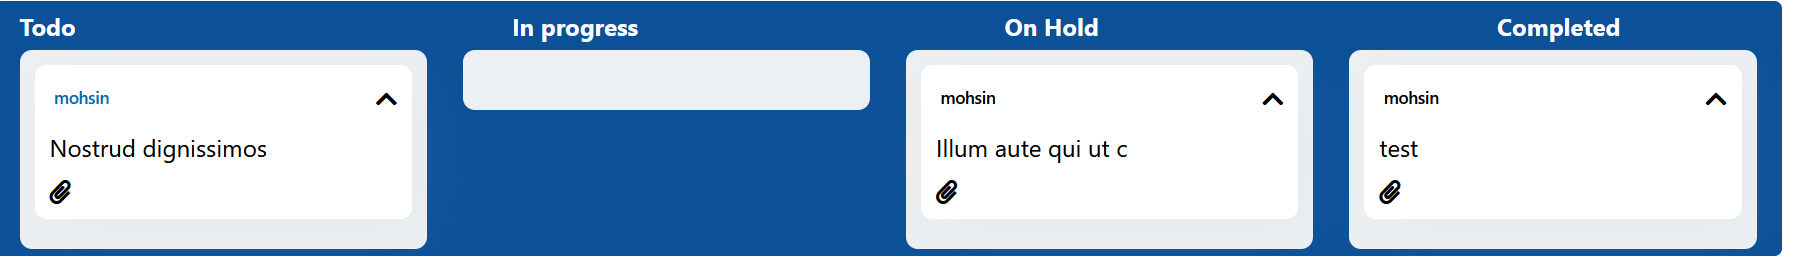 Todo
In progress
On Hold
Completed
mohsin
Nostrud dignissimos
mohsin
Illum aute qui ut c
mohsin
test